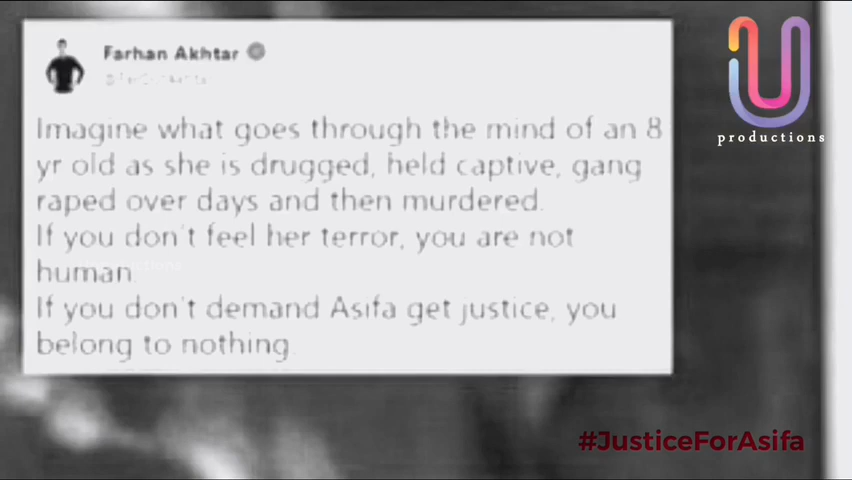 Farhan Akhtar
Imagine what goes through the mind of an 8
yr old as she is drugged, held captive, gang
raped over days and then murdered.
If you don't feel her terror, you are not
human.
If you don't demand Asifa get justice, you
belong to nothing.
U
productions
#JusticeForAsifa